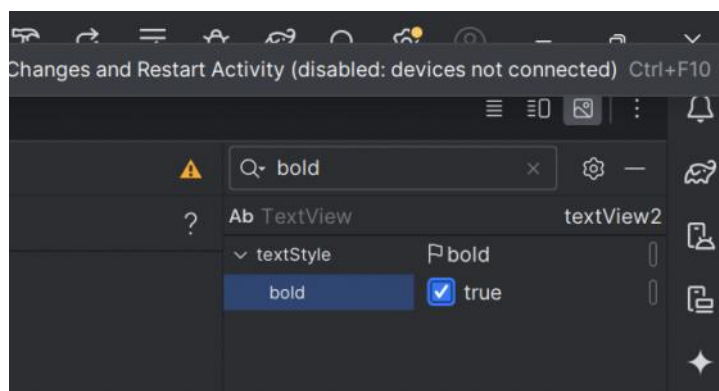 Changes and Restart Activity (disabled: devices not connected) Ctrl+F10
bold
? Ab TextView textView2
textStyle bold
bold true